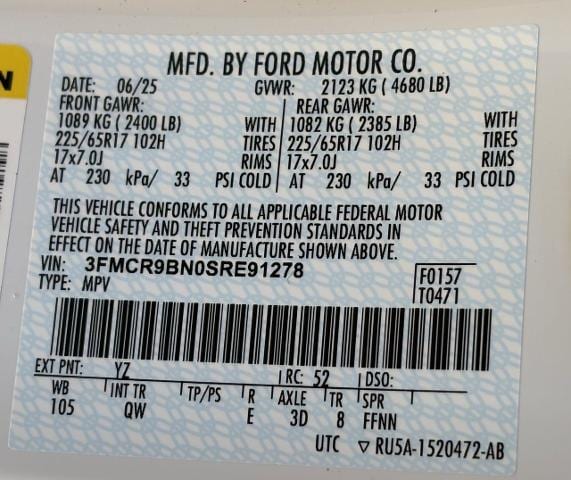 N
MFD. BY FORD MOTOR CO.
DATE: 06/25 GVWR: 2123 KG ( 4680 LB)
FRONT GAWR: REAR GAWR:
1089 KG ( 2400 LB) WITH 1082 KG ( 2385 LB) WITH
225/65R17 102H TIRES 225/65R17 102H TIRES
17x7.0J RIMS 17x7.0J RIMS
AT 230 kPa/ 33 PSI COLD AT 230 kPa/ 33 PSI COLD
THIS VEHICLE CONFORMS TO ALL APPLICABLE FEDERAL MOTOR
VEHICLE SAFETY AND THEFT PREVENTION STANDARDS IN
EFFECT ON THE DATE OF MANUFACTURE SHOWN ABOVE.
VIN: 3FMCR9BN0SRE91278 F0157
TYPE: MPV T0471
EXT PNT: YZ RC: 52 DSO:
WB INT TR TP/PS R AXLE TR SPR
105 QW E 3D 8 FFNN
UTC ▽ RU5A-1520472-AB